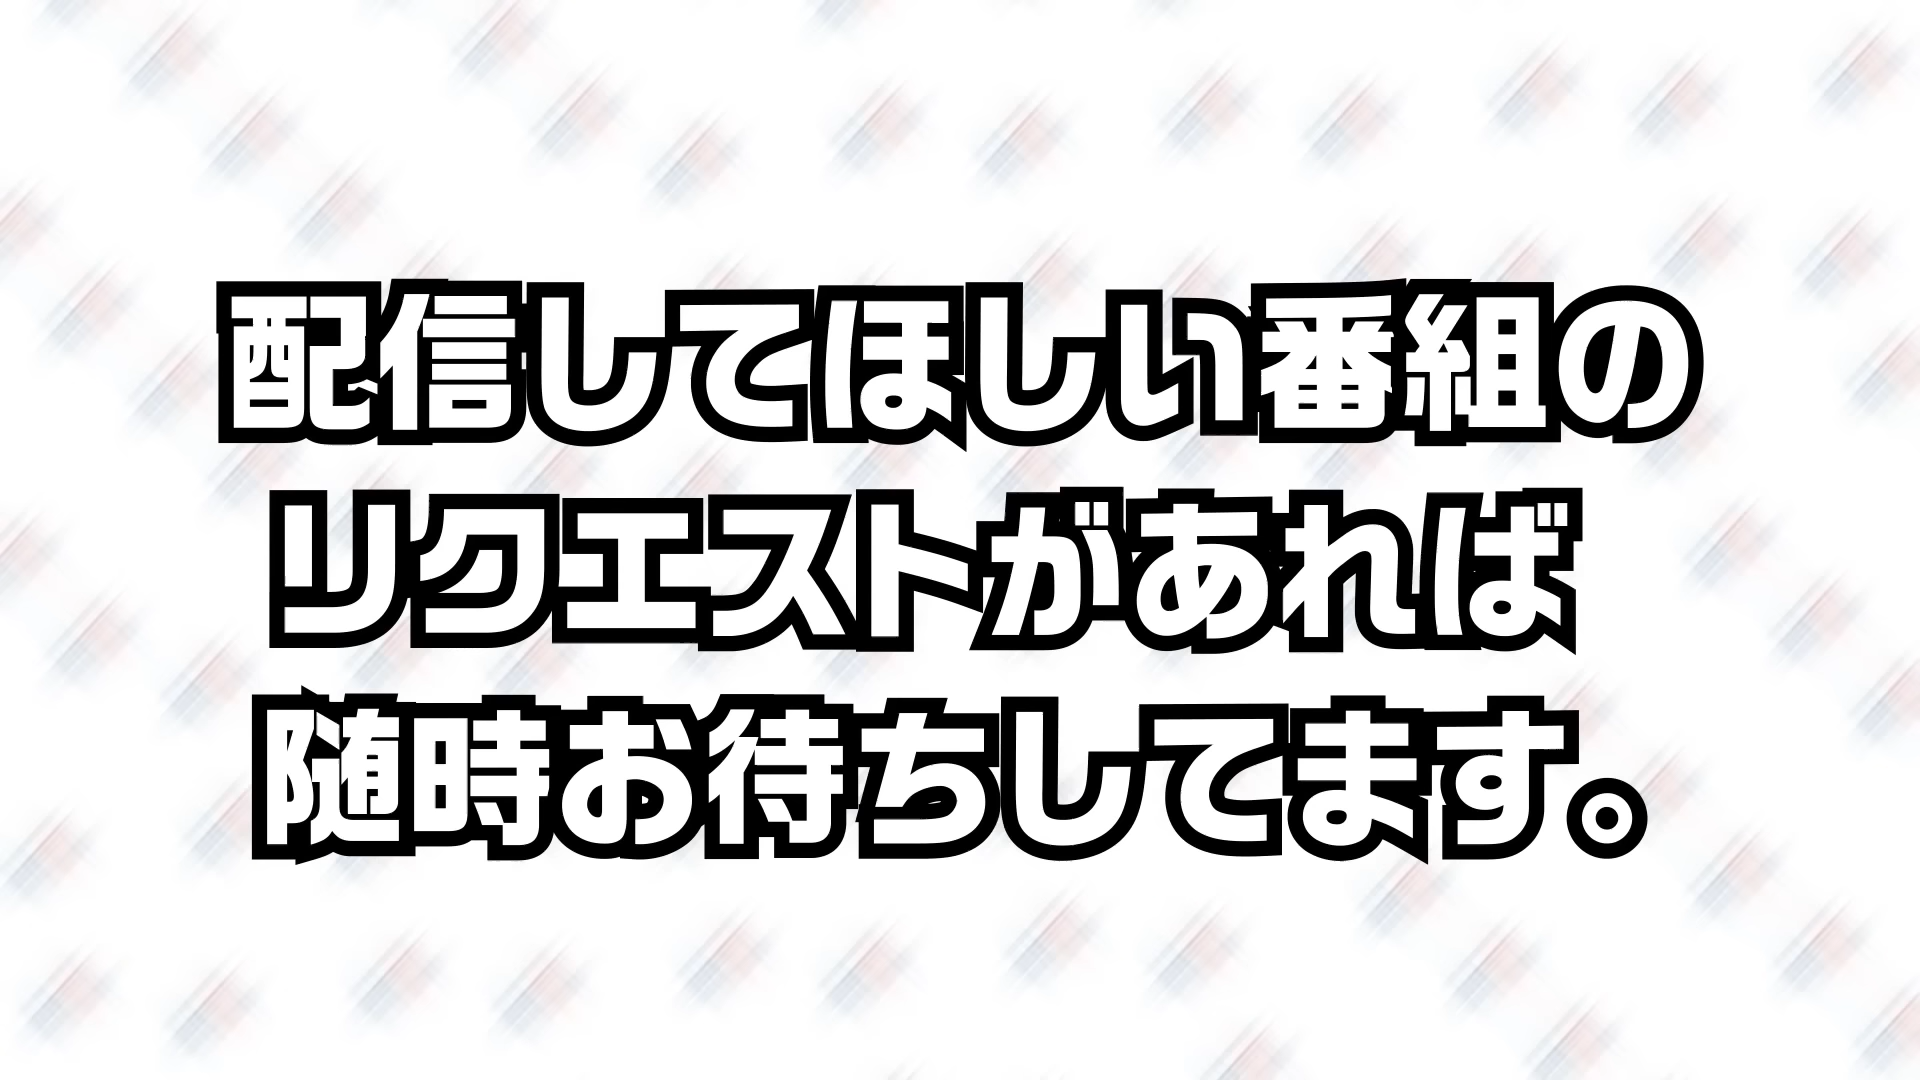 配信してほしい番組の
リクエストがあれば
随時お待ちしてます。